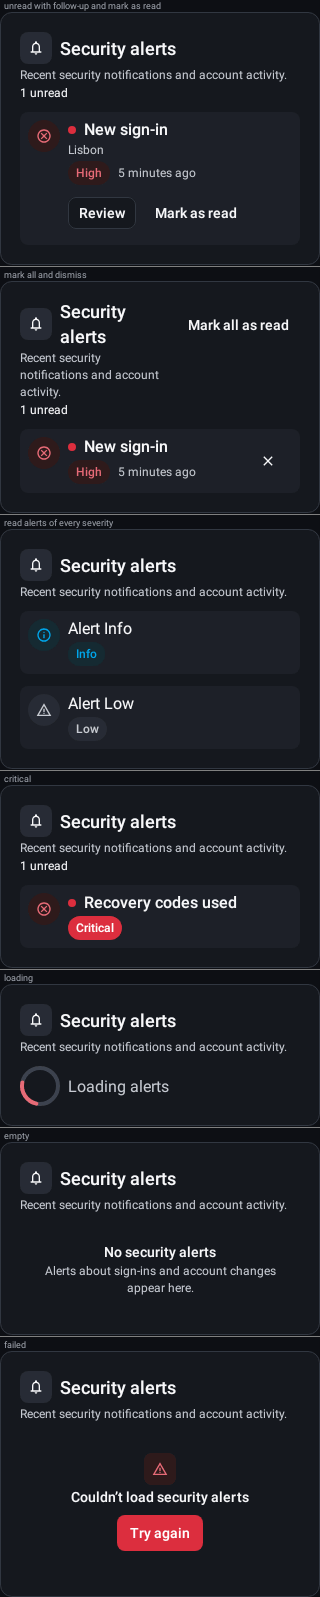 unread with follow-up and mark as read
Security alerts
Recent security notifications and account activity.
1 unread
New sign-in
Lisbon
High 5 minutes ago
Review Mark as read
mark all and dismiss
Security
alerts
Mark all as read
Recent security
notifications and account
activity.
1 unread
New sign-in
High 5 minutes ago
read alerts of every severity
Security alerts
Recent security notifications and account activity.
Alert Info
Info
Alert Low
Low
critical
Security alerts
Recent security notifications and account activity.
1 unread
Recovery codes used
Critical
loading
Security alerts
Recent security notifications and account activity.
Loading alerts
empty
Security alerts
Recent security notifications and account activity.
No security alerts
Alerts about sign-ins and account changes
appear here.
failed
Security alerts
Recent security notifications and account activity.
Couldn't load security alerts
Try again